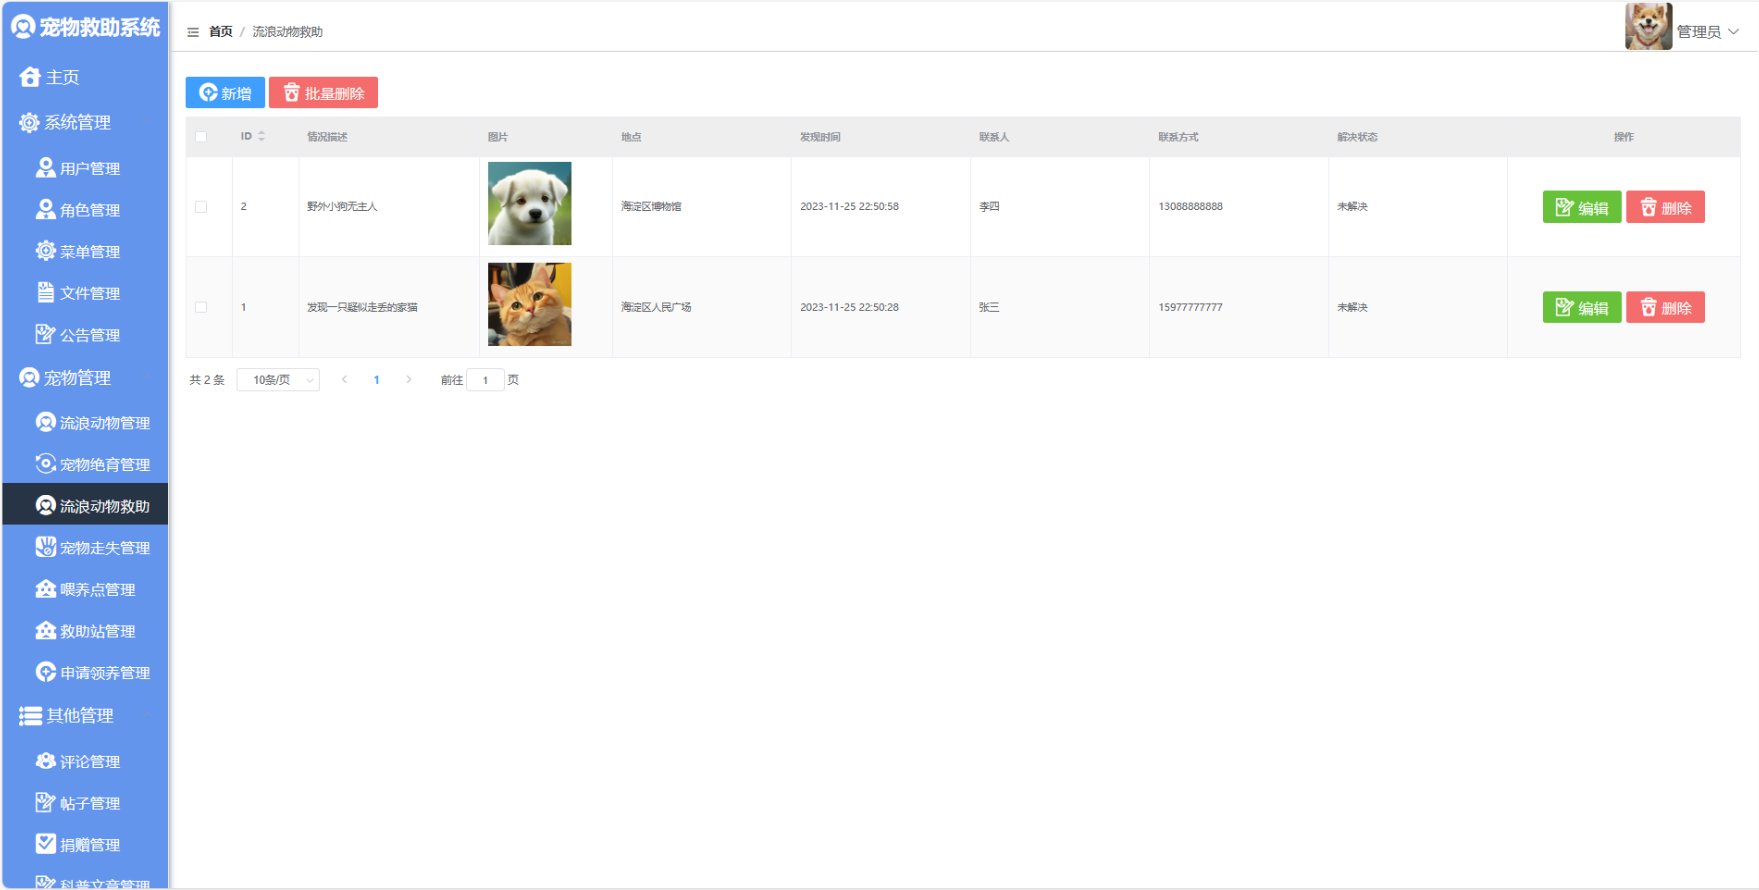 宠物救助系统
首页 / 流浪动物救助
管理员
主页
系统管理
用户管理
角色管理
菜单管理
文件管理
公告管理
宠物管理
流浪动物管理
宠物绝育管理
流浪动物救助
宠物走失管理
喂养点管理
救助站管理
申请领养管理
其他管理
评论管理
帖子管理
捐赠管理
科普文章管理
新增 批量删除
ID 情况描述 图片 地点 发现时间 联系人 联系方式 解决状态 操作
2 野外小狗无主人 海淀区博物馆 2023-11-25 22:50:58 李四 13088888888 未解决 编辑 删除
1 发现一只疑似走丢的家猫 海淀区人民广场 2023-11-25 22:50:28 张三 15977777777 未解决 编辑 删除
共 2 条 10条/页 1 前往 1 页